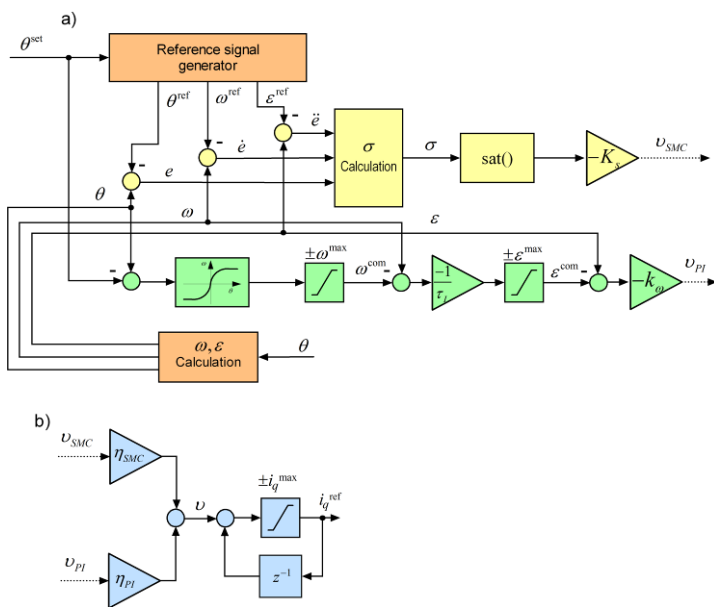 a)
θ^set
Reference signal
generator
θ^ref
ω^ref
ε^ref
-
-
-
ë
ė
e
σ
Calculation
σ
sat()
−K_s
υ_SMC
θ
ω
ε
-
ω
θ
±ω^max
ω^com
-
−1
τ_i
±ε^max
ε^com
-
−k_ω
υ_PI
ω, ε
Calculation
θ
b)
υ_SMC
η_SMC
υ
±i_q^max
i_q^ref
υ_PI
η_PI
z^−1